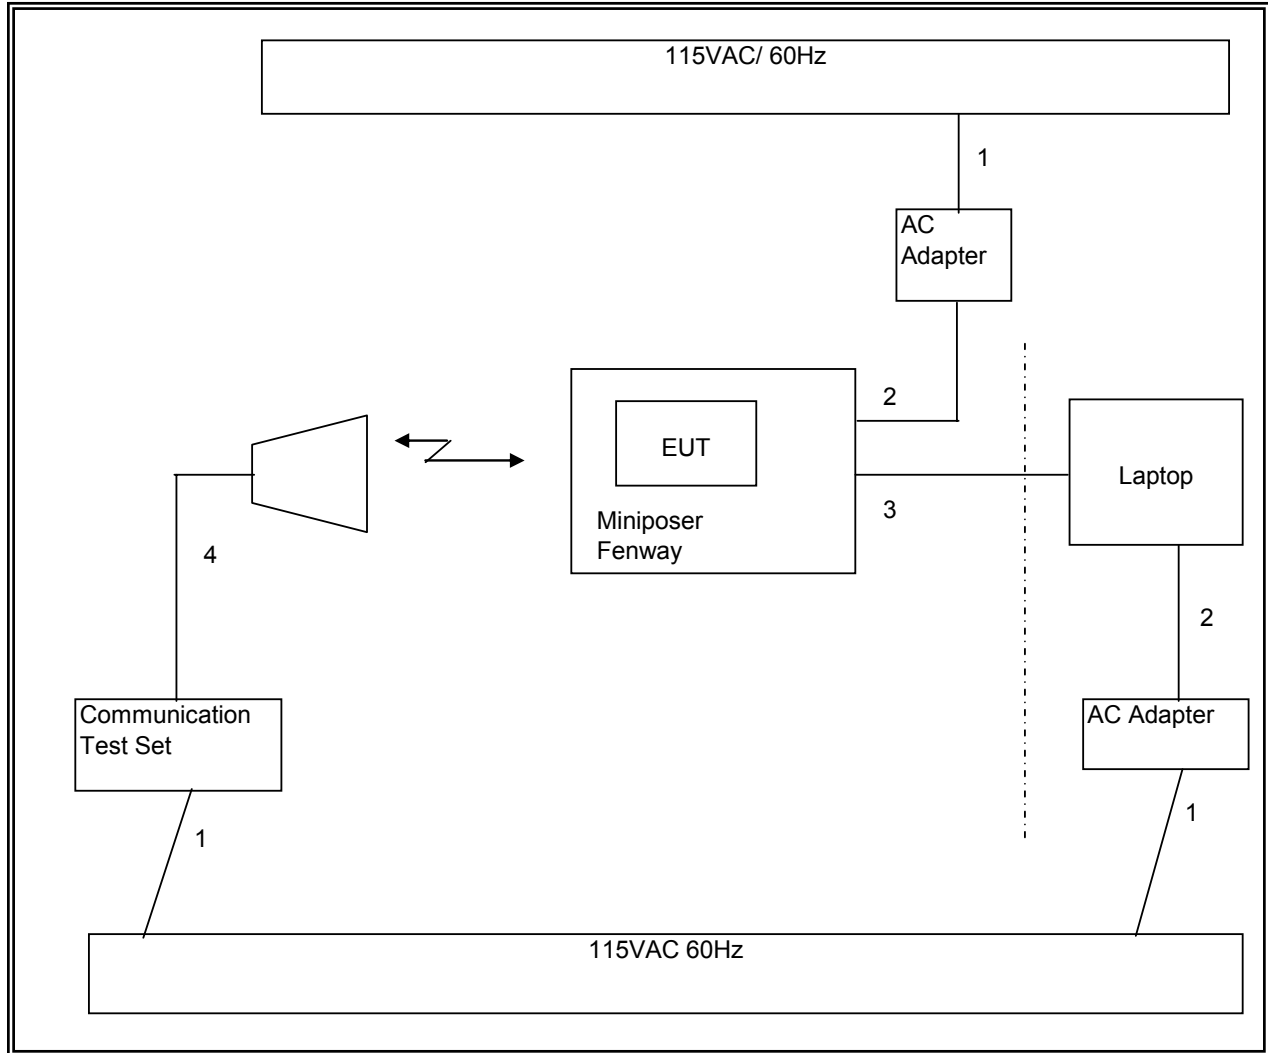 115VAC/ 60Hz
1
AC
Adapter
2
EUT
Laptop
3
Miniposer
Fenway
4
2
Communication
Test Set
AC Adapter
1
1
115VAC 60Hz